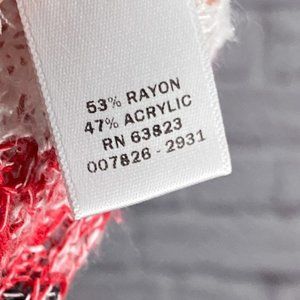 53% RAYON
47% ACRYLIC
RN 63823
007826 - 2931